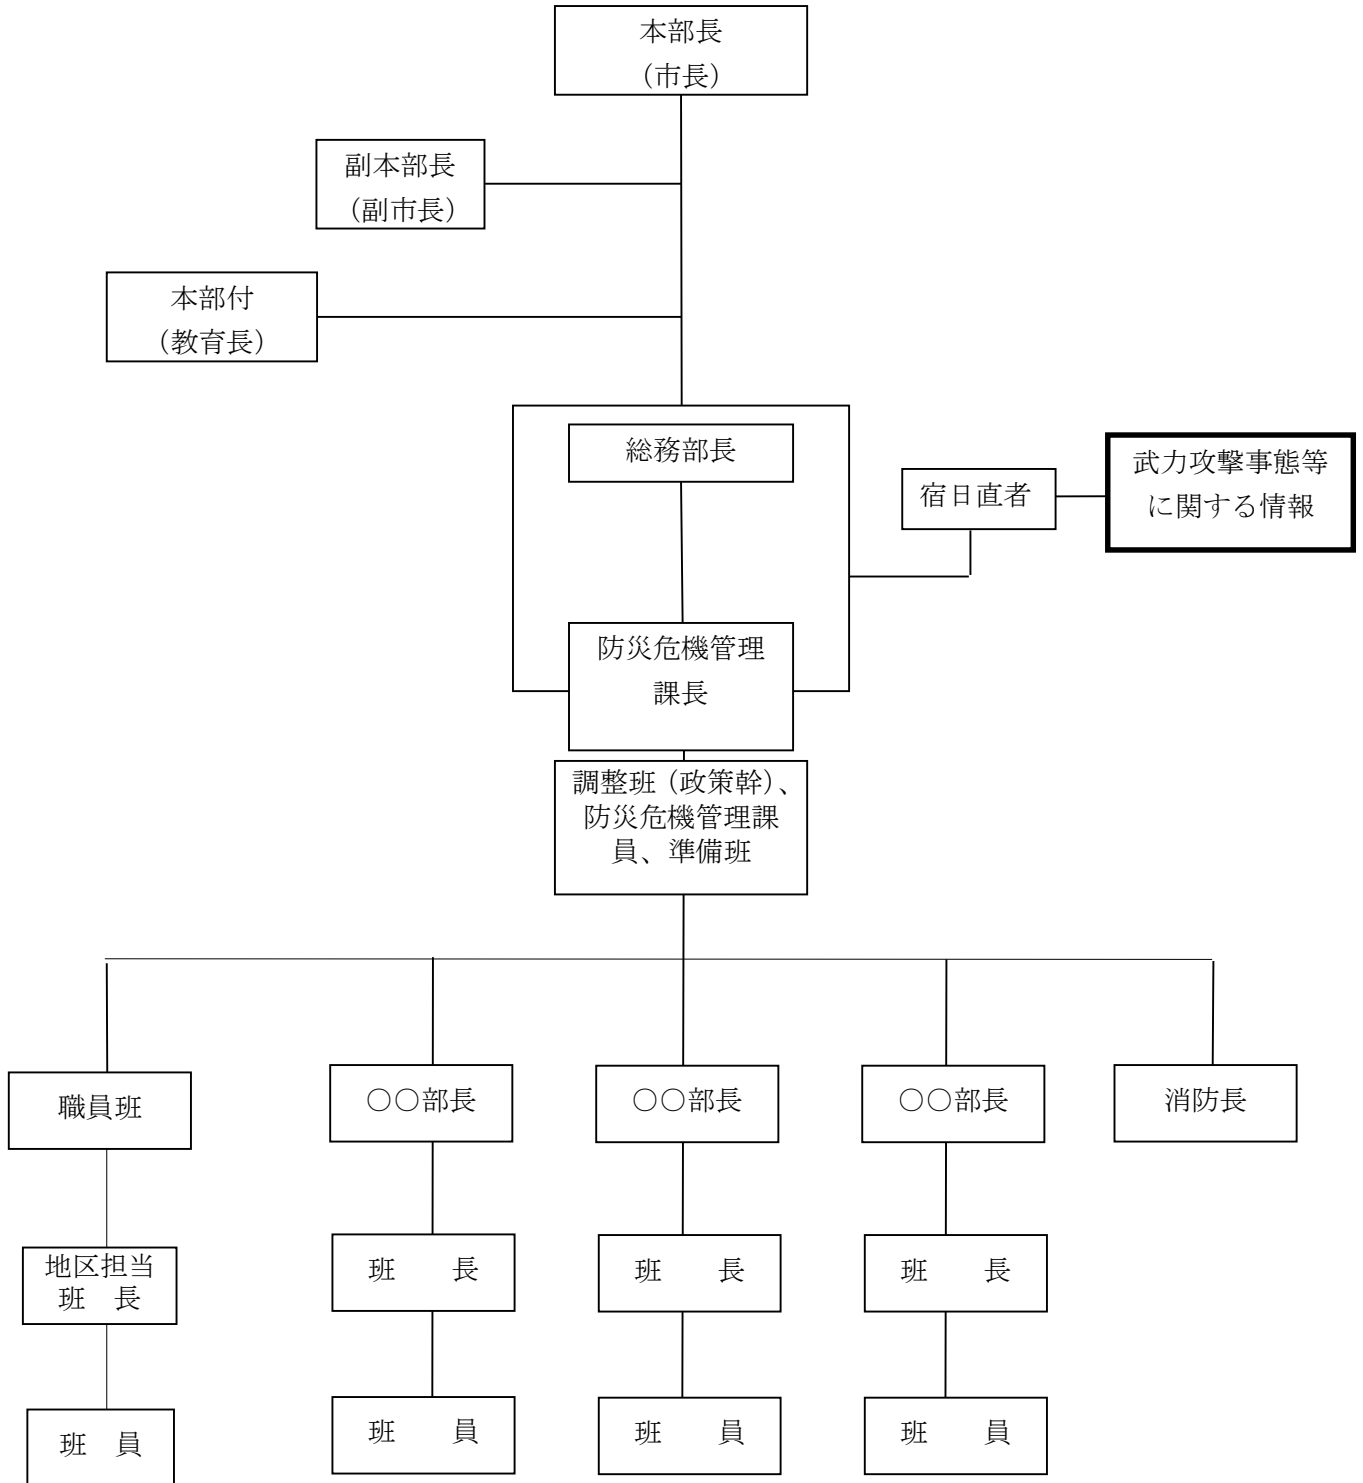 本部長
（市長）
副本部長
（副市長）
本部付
（教育長）
総務部長
武力攻撃事態等
に関する情報
宿日直者
防災危機管理
課長
調整班（政策幹）、
防災危機管理課
員、準備班
職員班
○○部長
○○部長
○○部長
消防長
地区担当
班　長
班　　長
班　　長
班　　長
班　員
班　　員
班　　員
班　　員